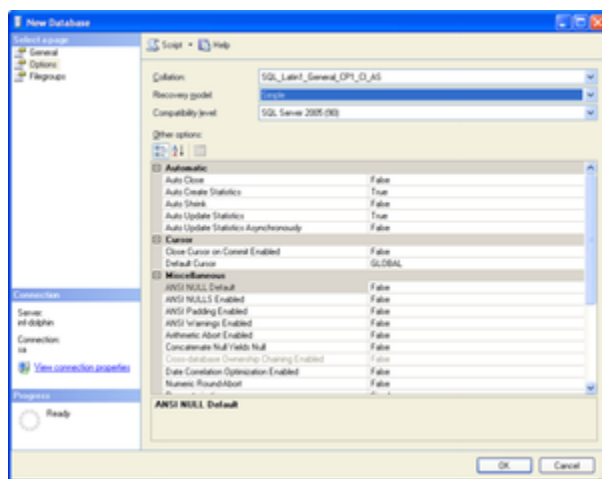 New Database
Select a page
General
Options
Filegroups
Script
Help
Collation: SQL_Latin1_General_CP1_CI_AS
Recovery model: Simple
Compatibility level: SQL Server 2005 (90)
Other options:
Automatic
Auto Close False
Auto Create Statistics True
Auto Shrink False
Auto Update Statistics True
Auto Update Statistics Asynchronously False
Cursor
Close Cursor on Commit Enabled False
Default Cursor GLOBAL
Miscellaneous
ANSI NULL Default False
ANSI NULLS Enabled False
ANSI Padding Enabled False
ANSI Warnings Enabled False
Arithmetic Abort Enabled False
Concatenate Null Yields Null False
Cross-database Ownership Chaining Enabled False
Date Correlation Optimization Enabled False
Numeric Round-Abort False
ANSI NULL Default
Connection
Server:
Connection:
sa
View connection properties
Progress
Ready
OK
Cancel